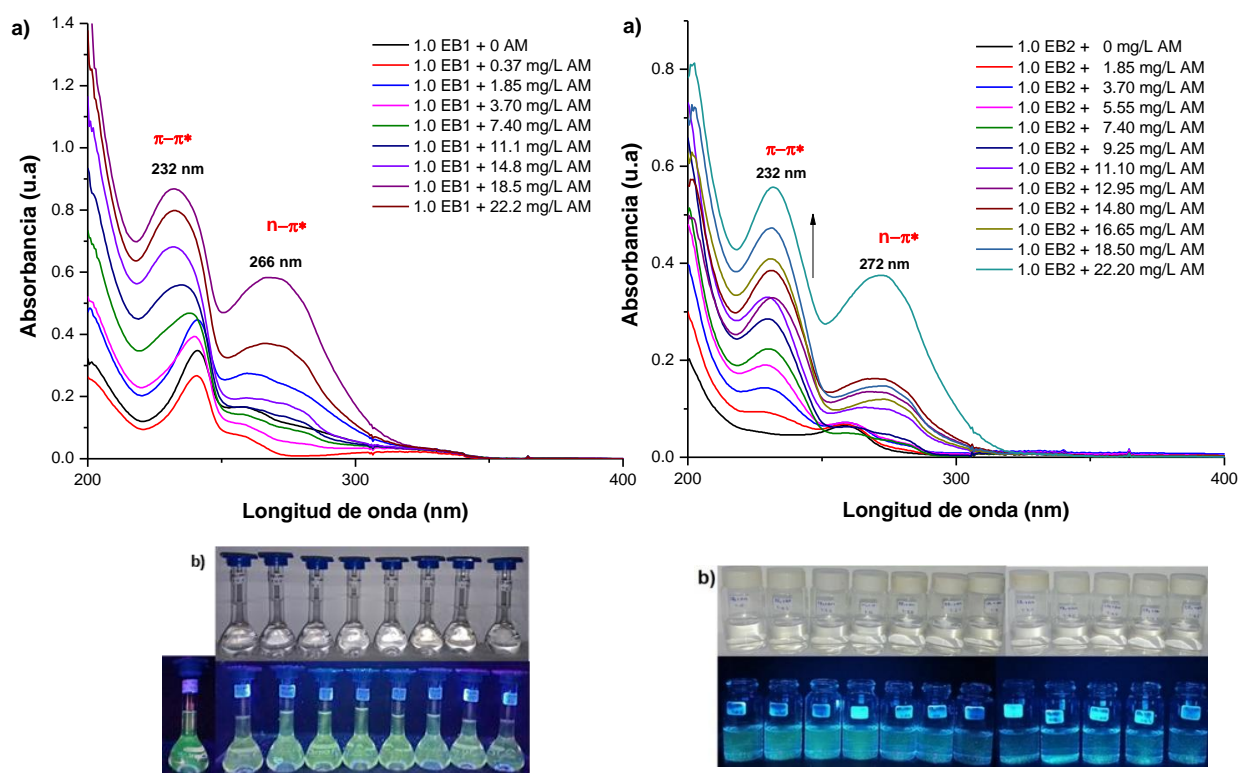 a)
1.4
1.2
1.0
0.8
0.6
0.4
0.2
0.0
Absorbancia (u.a)
200
300
400
Longitud de onda (nm)
π–π*
232 nm
n–π*
266 nm
1.0 EB1 + 0 AM
1.0 EB1 + 0.37 mg/L AM
1.0 EB1 + 1.85 mg/L AM
1.0 EB1 + 3.70 mg/L AM
1.0 EB1 + 7.40 mg/L AM
1.0 EB1 + 11.1 mg/L AM
1.0 EB1 + 14.8 mg/L AM
1.0 EB1 + 18.5 mg/L AM
1.0 EB1 + 22.2 mg/L AM
a)
0.8
0.6
0.4
0.2
0.0
Absorbancia (u.a)
200
300
400
Longitud de onda (nm)
π–π*
232 nm
n–π*
272 nm
1.0 EB2 + 0 mg/L AM
1.0 EB2 + 1.85 mg/L AM
1.0 EB2 + 3.70 mg/L AM
1.0 EB2 + 5.55 mg/L AM
1.0 EB2 + 7.40 mg/L AM
1.0 EB2 + 9.25 mg/L AM
1.0 EB2 + 11.10 mg/L AM
1.0 EB2 + 12.95 mg/L AM
1.0 EB2 + 14.80 mg/L AM
1.0 EB2 + 16.65 mg/L AM
1.0 EB2 + 18.50 mg/L AM
1.0 EB2 + 22.20 mg/L AM
b)
b)